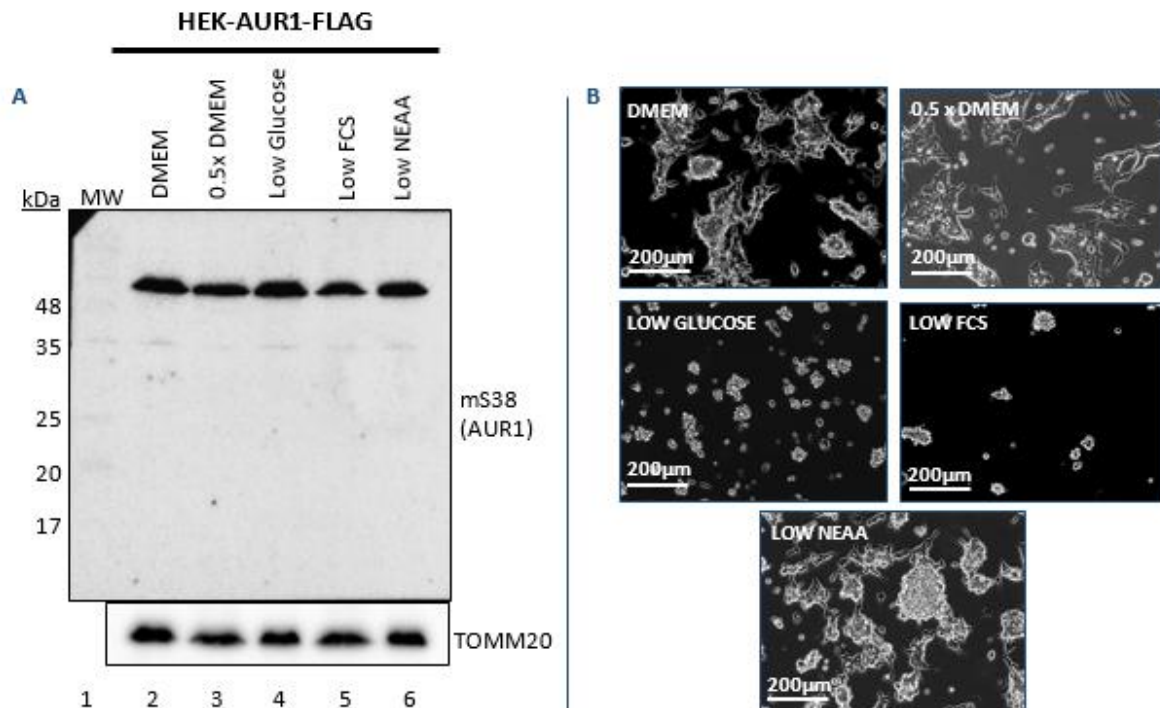 HEK-AUR1-FLAG
A
DMEM
0.5x DMEM
Low Glucose
Low FCS
Low NEAA
kDa
MW
48
35
25
20
17
mS38
(AUR1)
TOMM20
1 2 3 4 5 6
B
DMEM
200µm
0.5 x DMEM
200µm
LOW GLUCOSE
200µm
LOW FCS
200µm
LOW NEAA
200µm